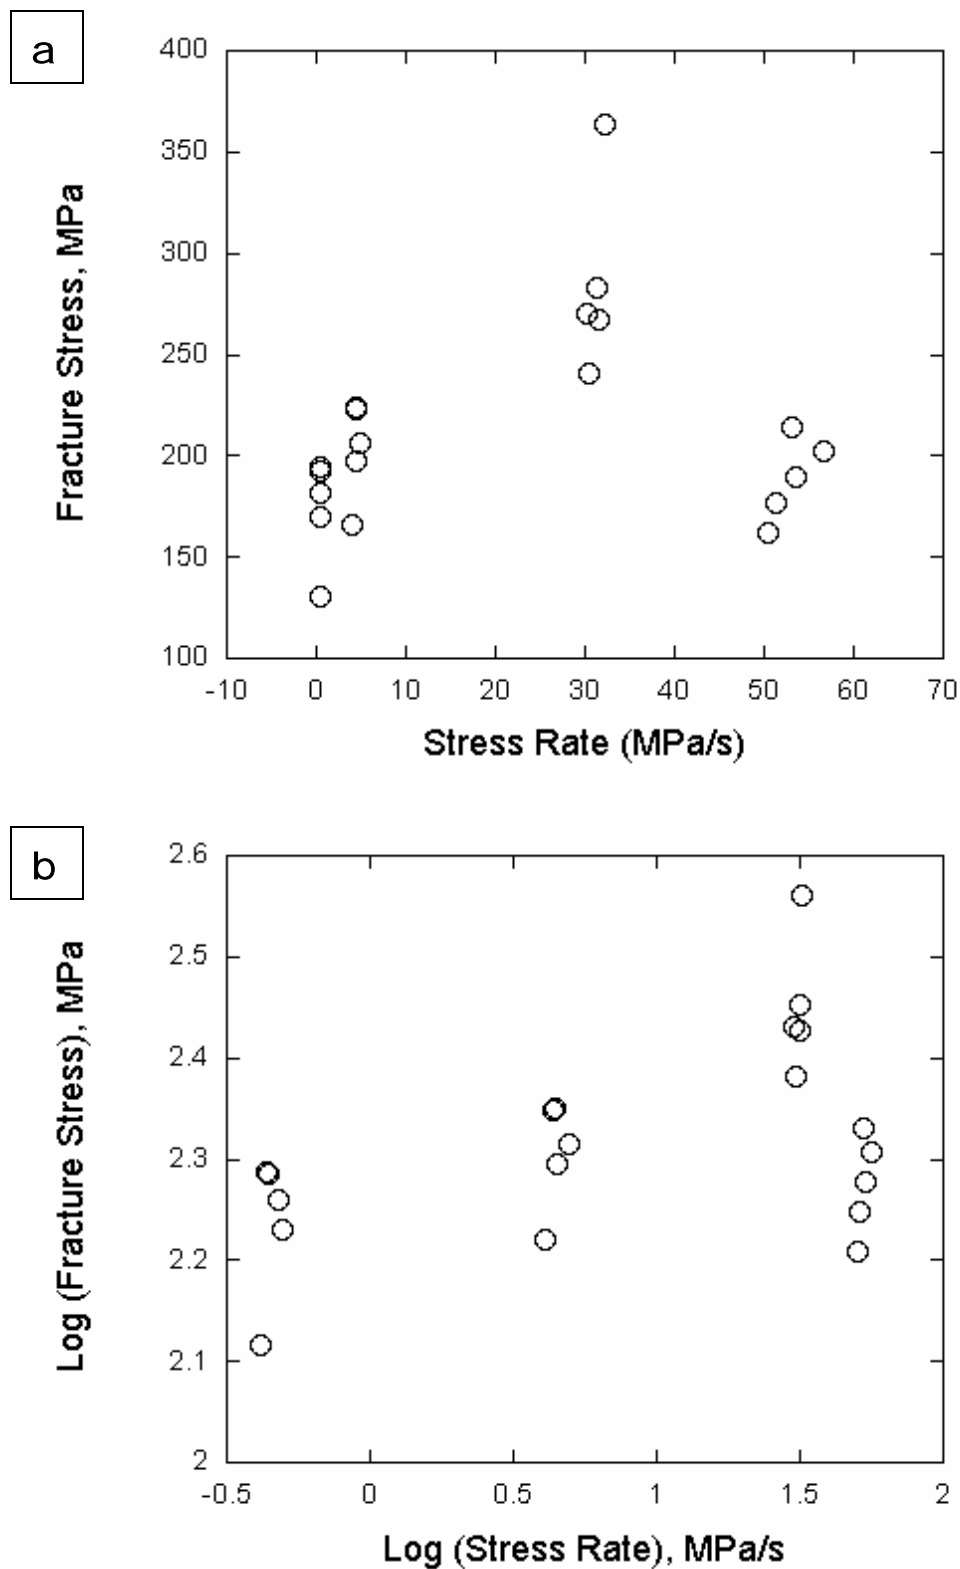 a
400
350
300
250
200
150
100
Fracture Stress, MPa
-10 0 10 20 30 40 50 60 70
Stress Rate (MPa/s)
b
2.6
2.5
2.4
2.3
2.2
2.1
2
Log (Fracture Stress), MPa
-0.5 0 0.5 1 1.5 2
Log (Stress Rate), MPa/s